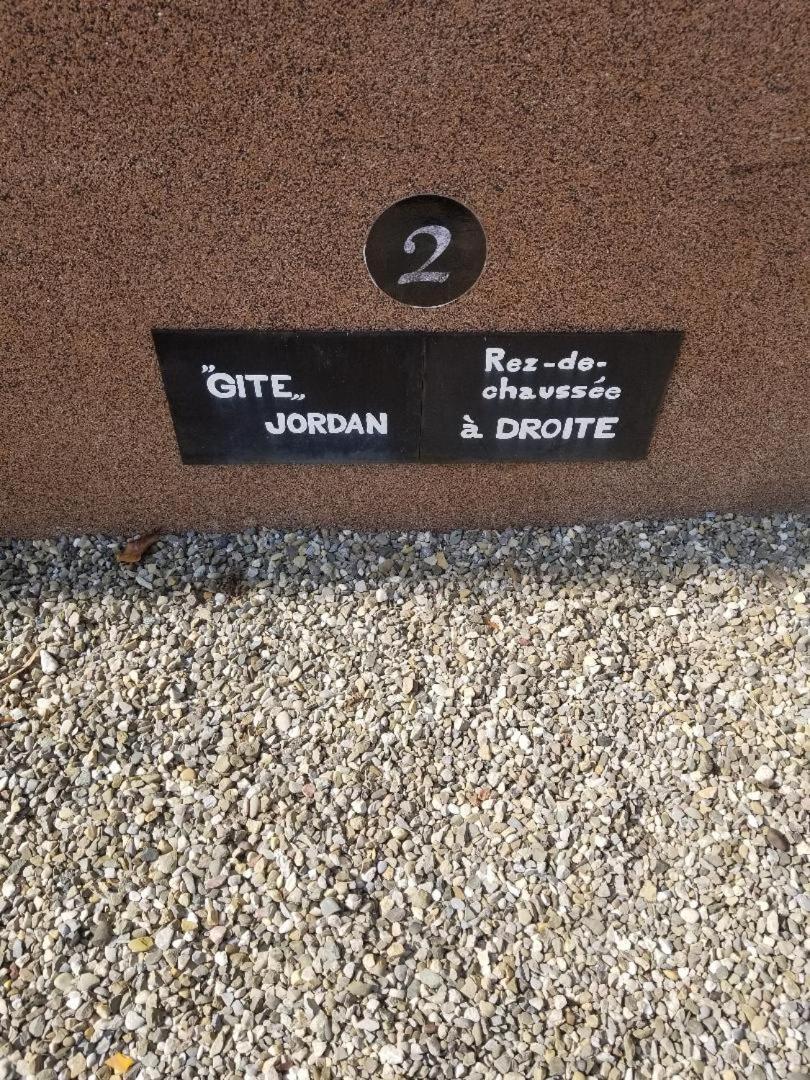 2
"GITE„
JORDAN
Rez-de-
chaussée
à DROITE